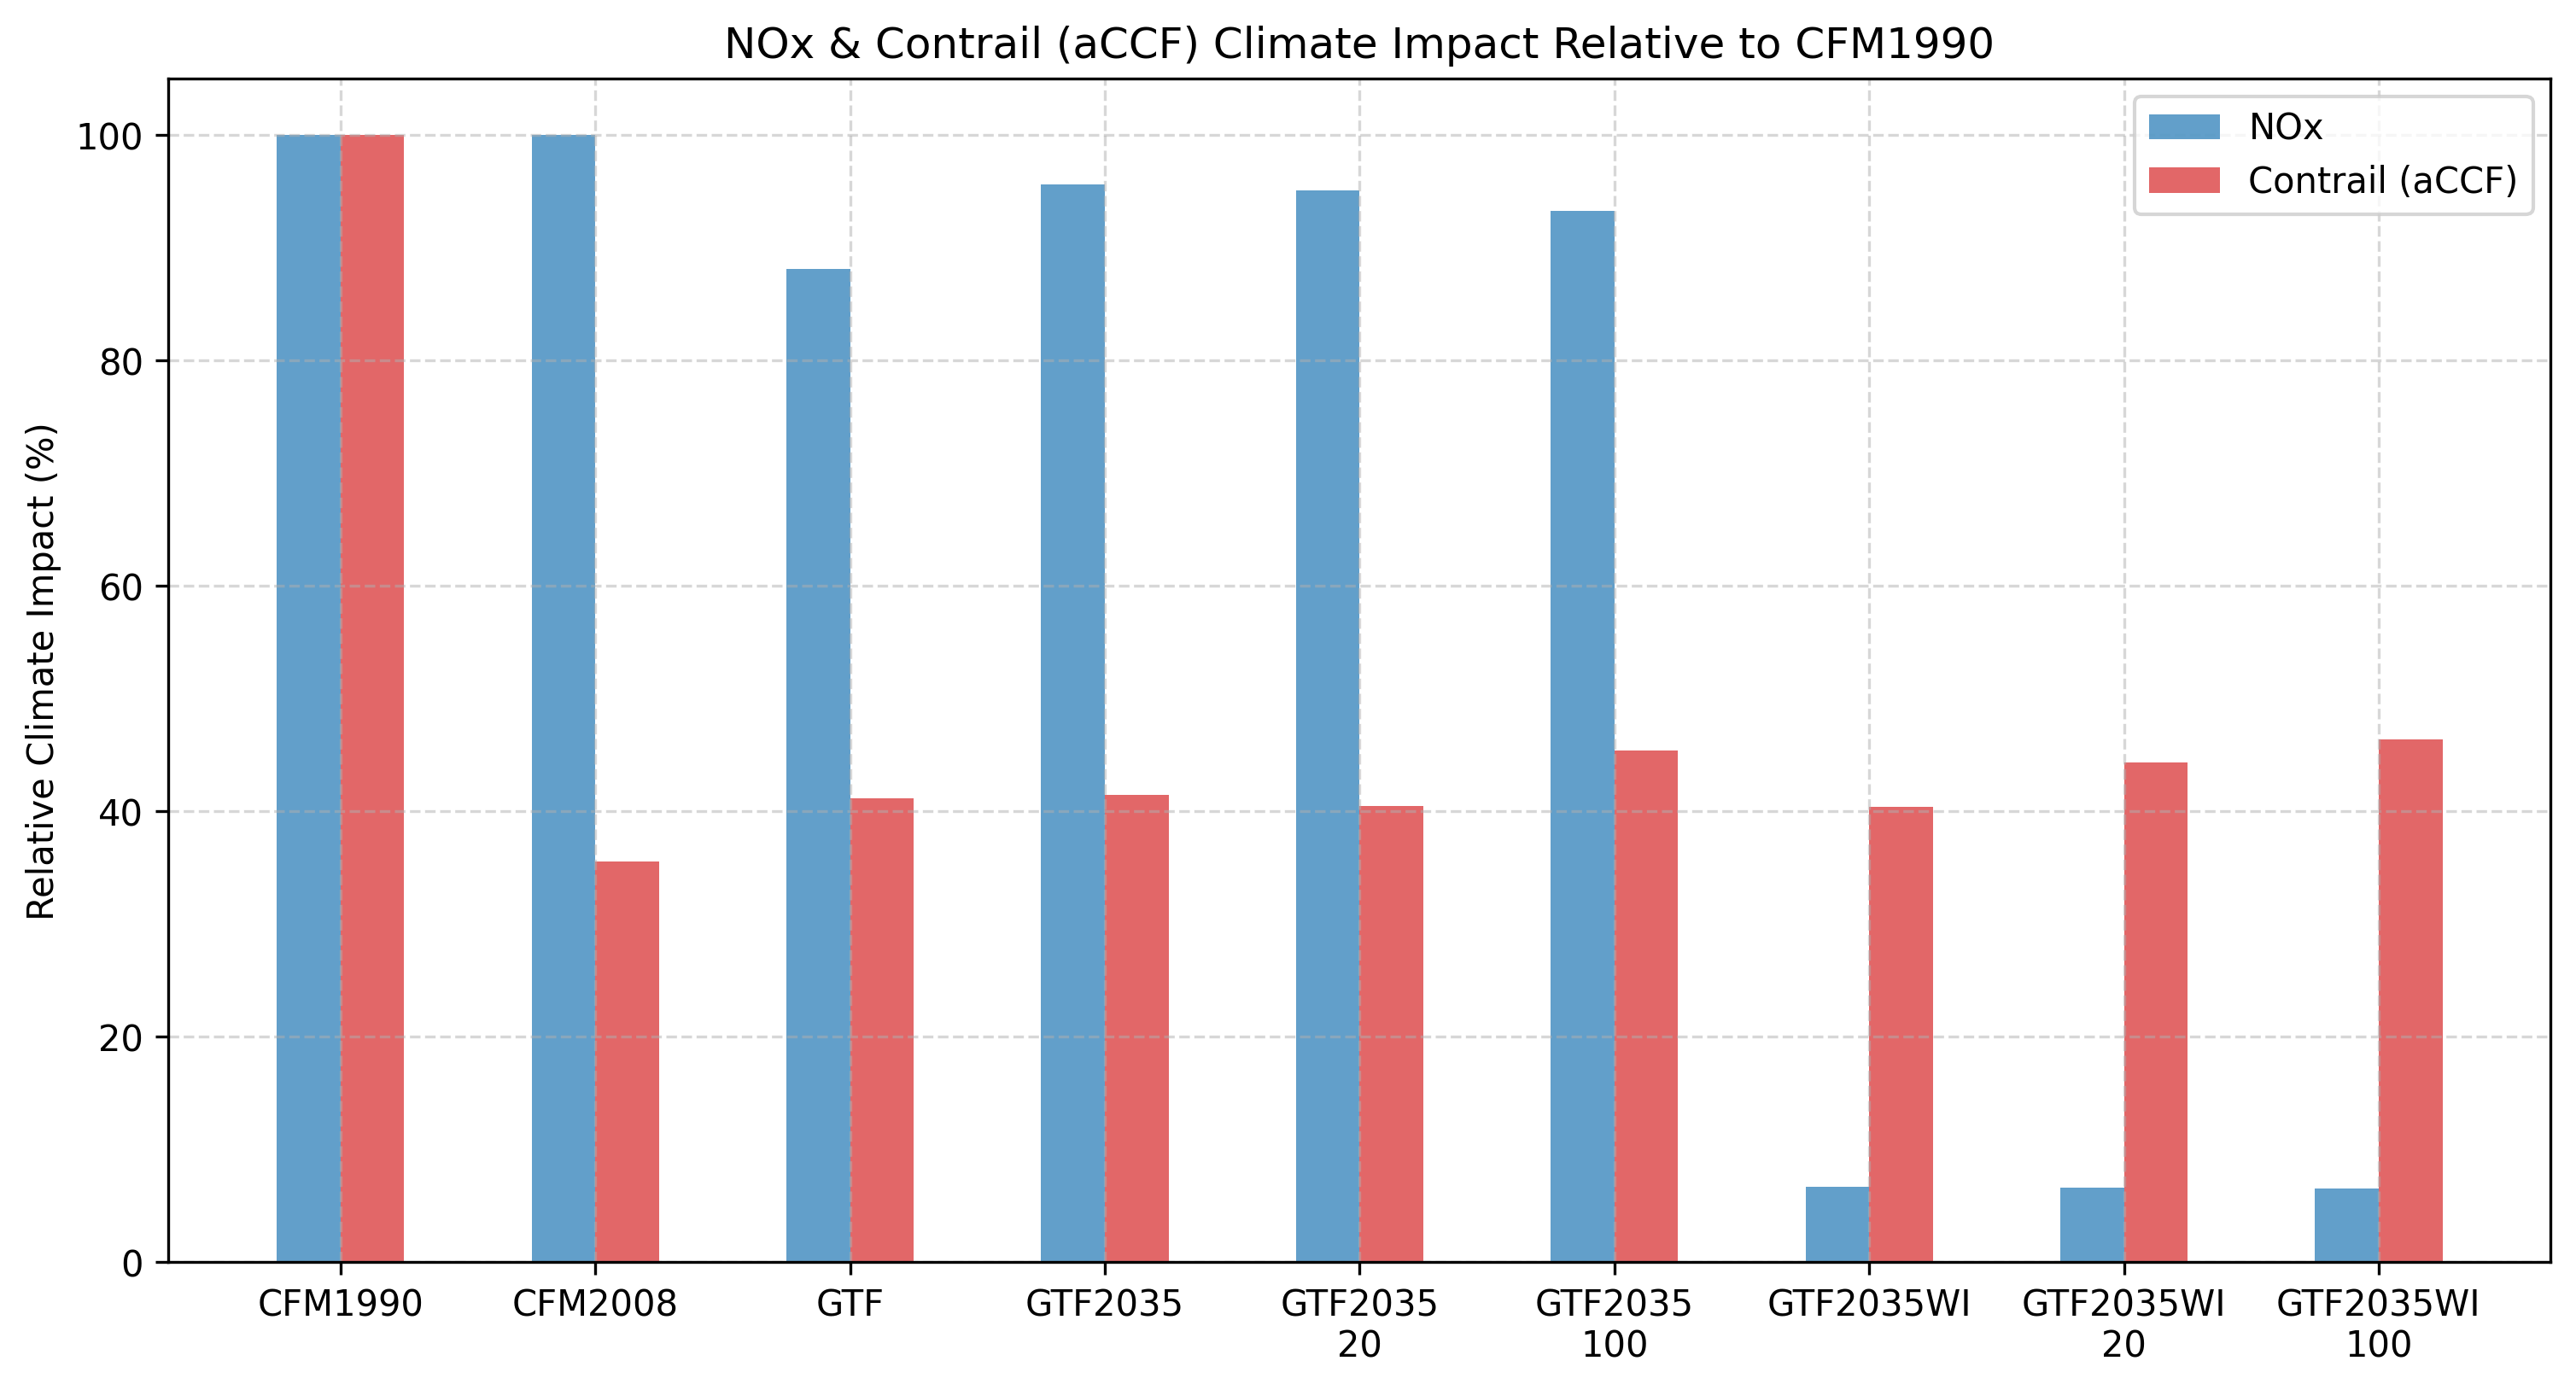 NOx & Contrail (aCCF) Climate Impact Relative to CFM1990
NOx
Contrail (aCCF)
Relative Climate Impact (%)
100
80
60
40
20
0
CFM1990
CFM2008
GTF
GTF2035
GTF2035
20
GTF2035
100
GTF2035WI
GTF2035WI
20
GTF2035WI
100